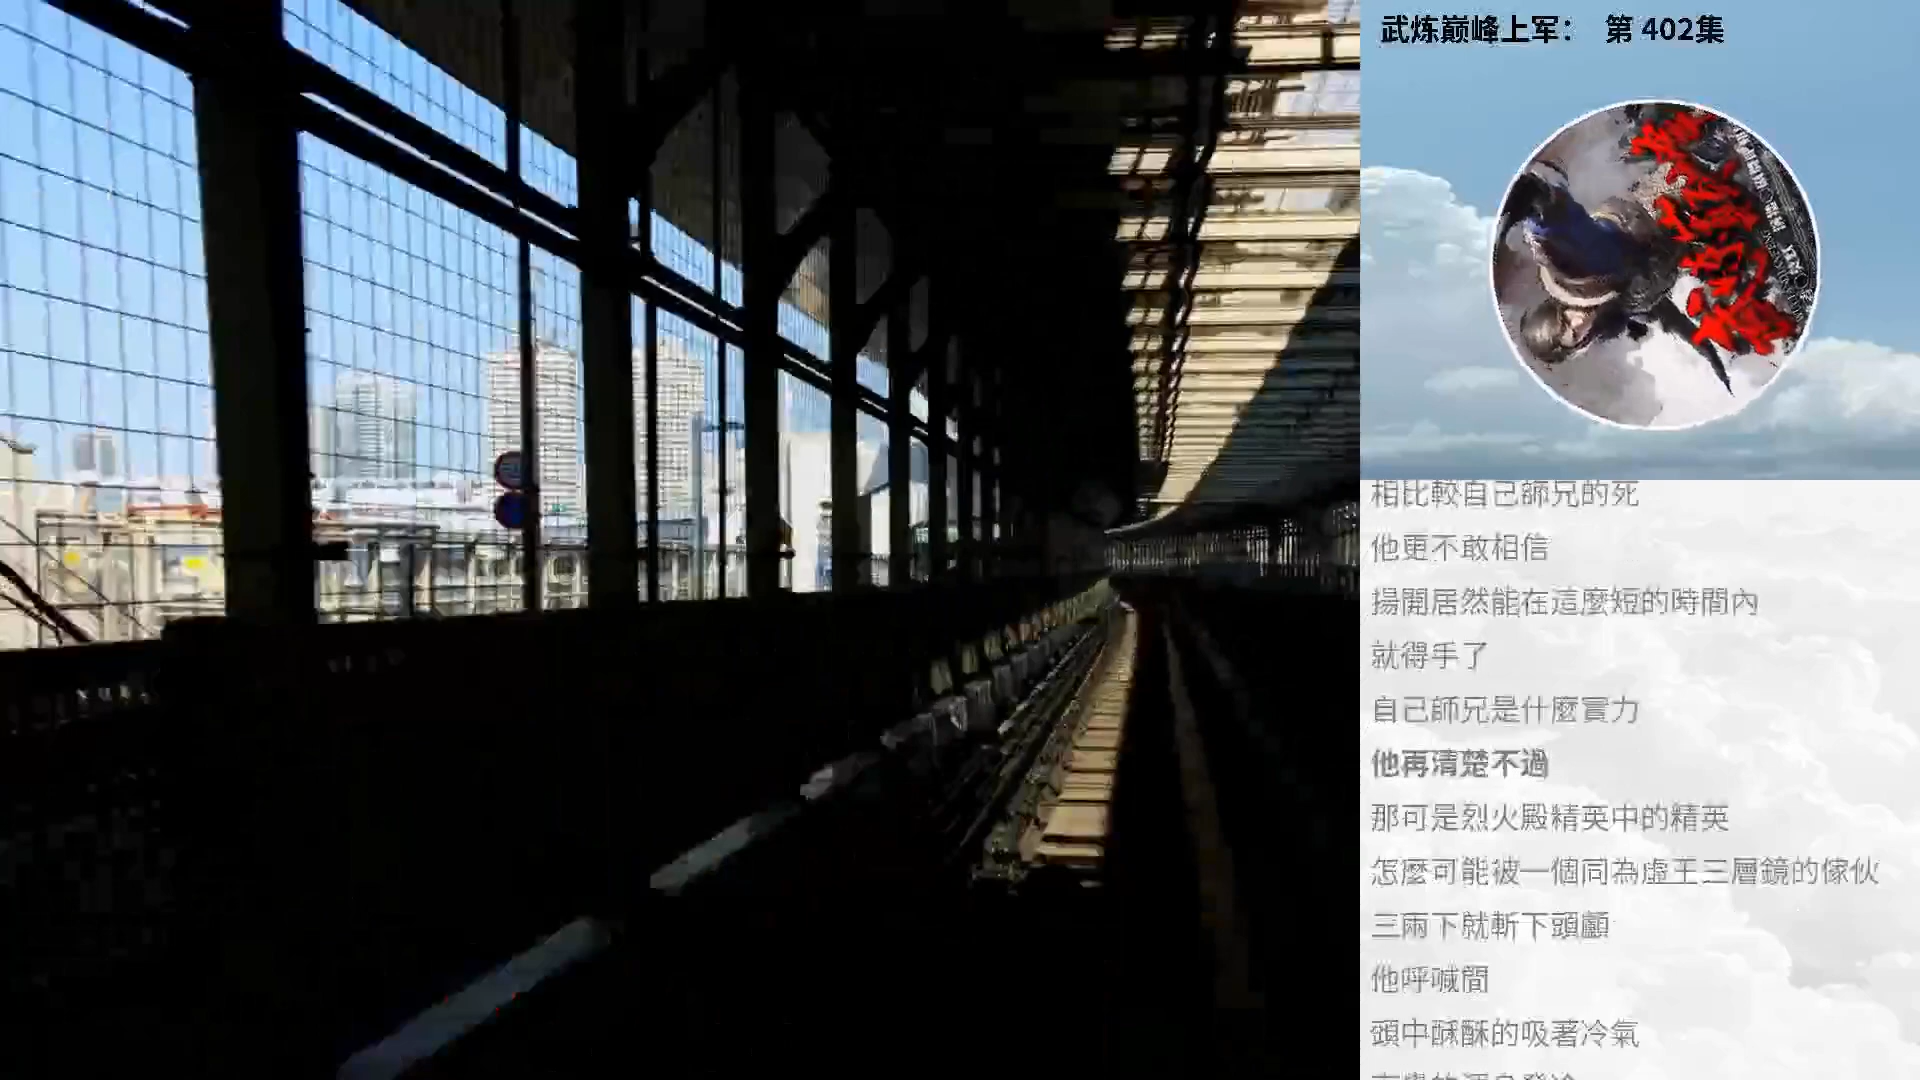 武炼巅峰上军： 第 402集
相比較自己師兄的死
他更不敢相信
揚開居然能在這麼短的時間內
就得手了
自己師兄是什麼實力
他再清楚不過
那可是烈火殿精英中的精英
怎麼可能被一個同為虛王三層鏡的傢伙
三兩下就斬下頭顱
他呼喊間
頭中酥酥的吸著冷氣